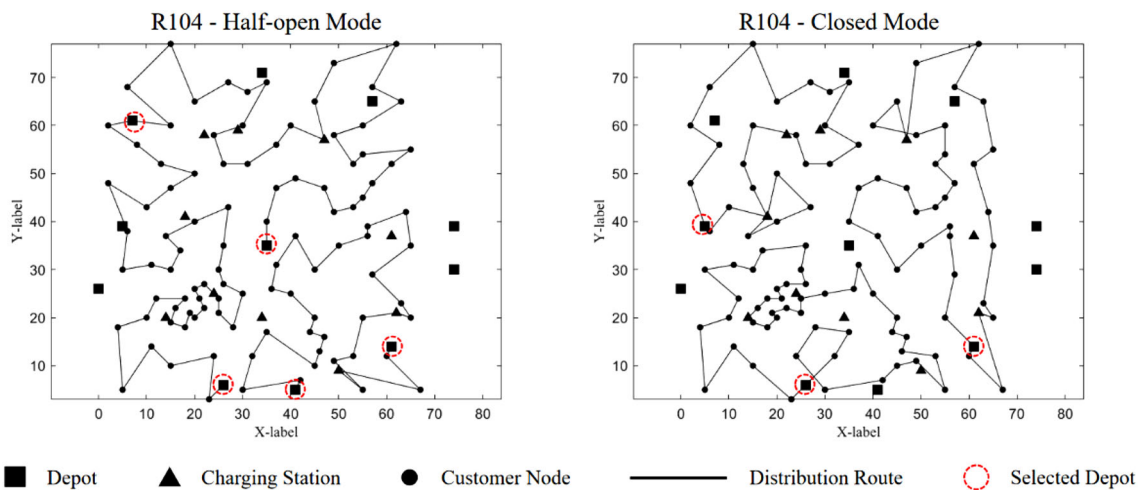 R104 - Half-open Mode
R104 - Closed Mode
70
60
50
40
30
20
10
Y-label
0 10 20 30 40 50 60 70 80
X-label
70
60
50
40
30
20
10
Y-label
0 10 20 30 40 50 60 70 80
X-label
Depot Charging Station Customer Node Distribution Route Selected Depot